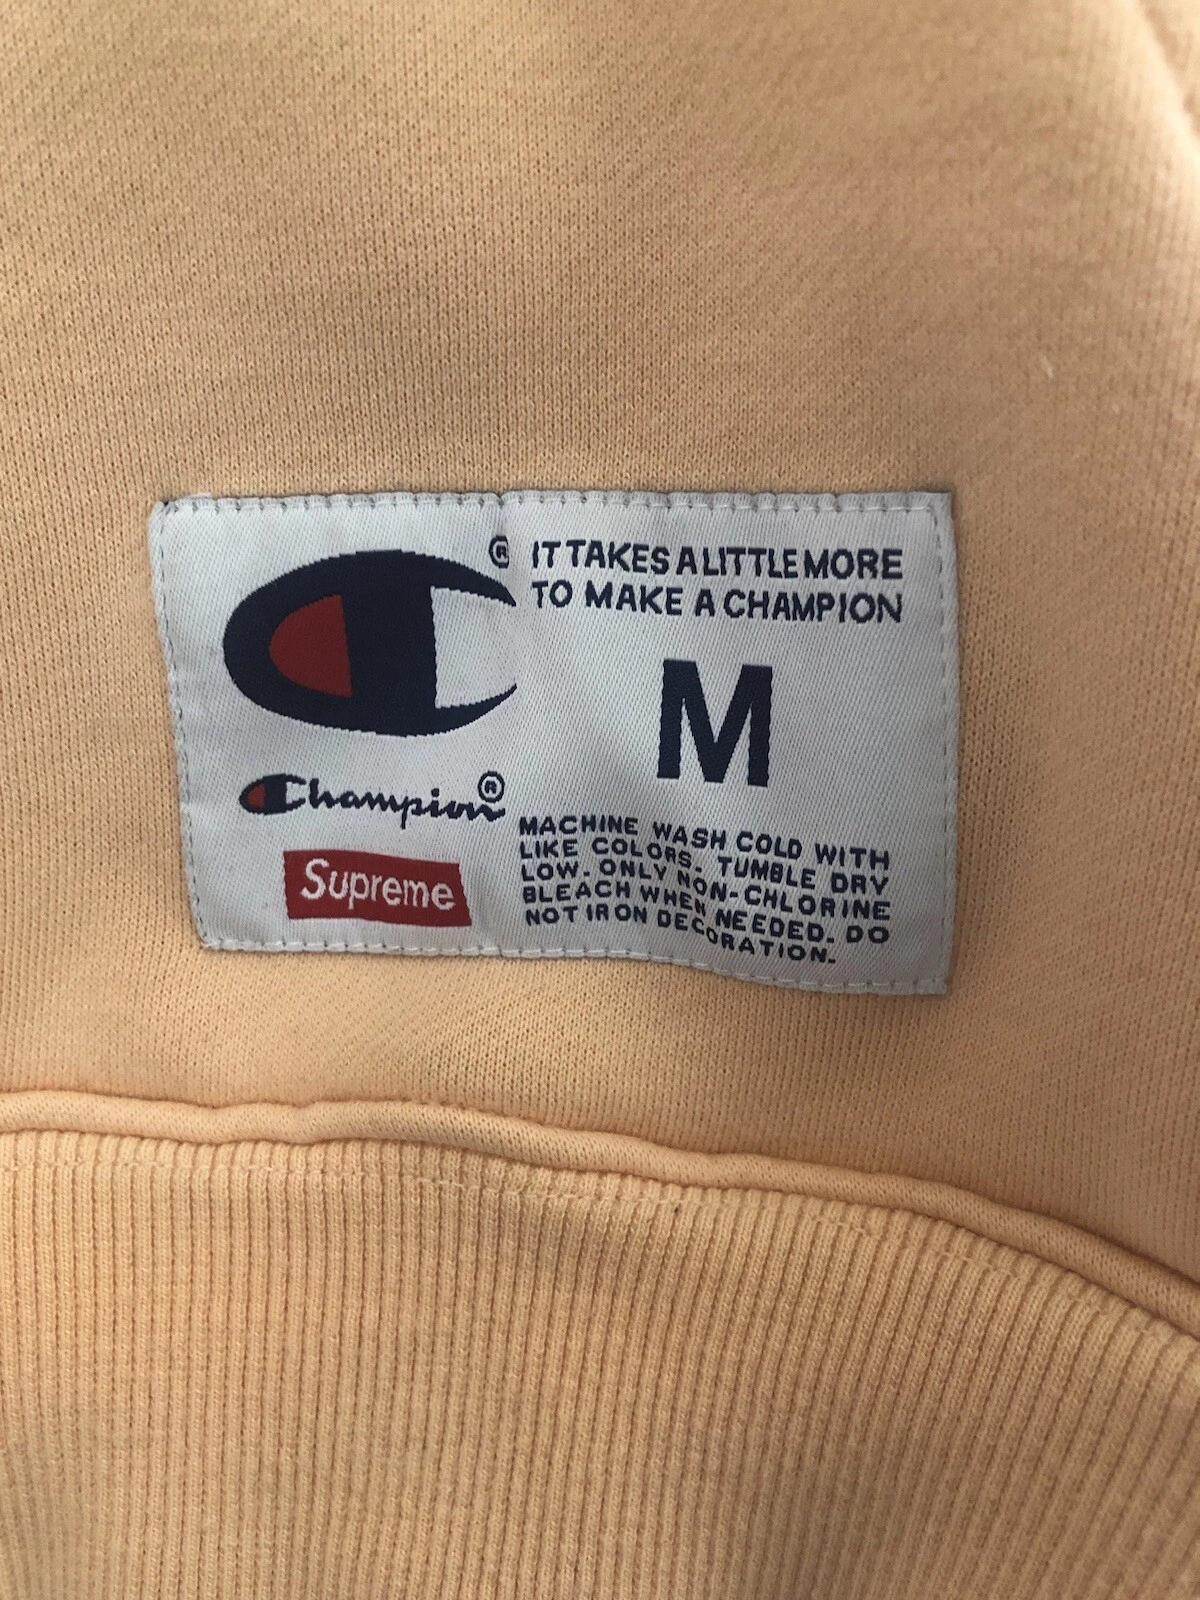 ®
IT TAKES A LITTLE MORE
TO MAKE A CHAMPION
M
Champion®
Supreme
MACHINE WASH COLD WITH
LIKE COLORS. TUMBLE DRY
LOW. ONLY NON-CHLORINE
BLEACH WHEN NEEDED. DO
NOT IRON DECORATION.